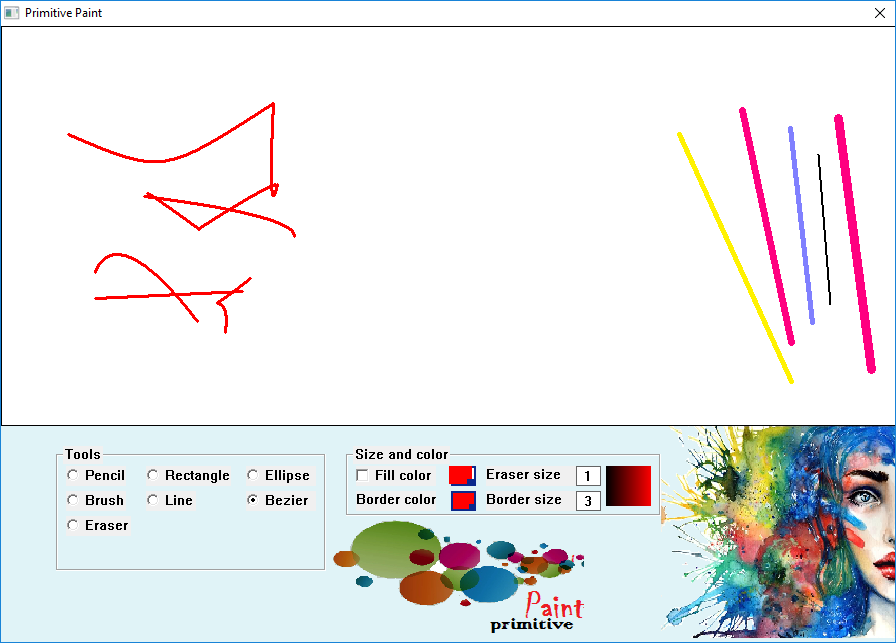 Primitive Paint
Tools
Pencil Rectangle Ellipse
Brush Line Bezier
Eraser
Size and color
Fill color Eraser size 1
Border color Border size 3
Paint
primitive